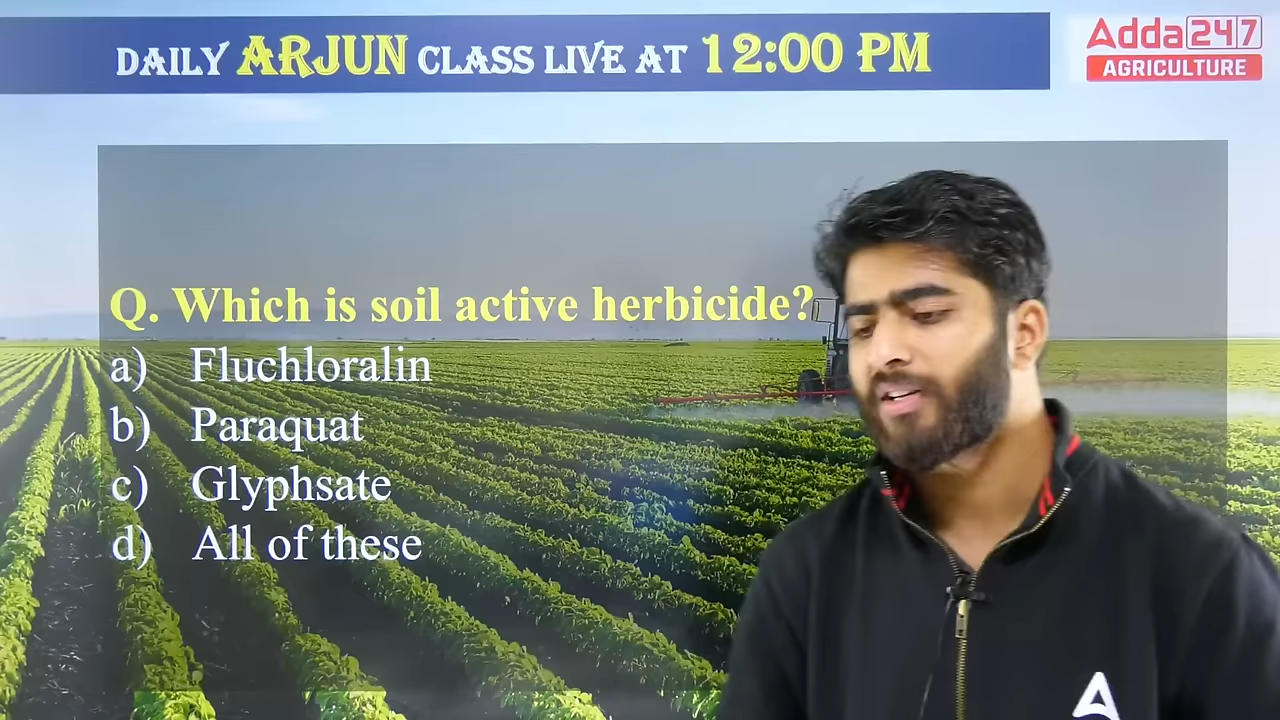 DAILY ARJUN CLASS LIVE AT 12:00 PM
Adda247
AGRICULTURE
Q. Which is soil active herbicide?
a) Fluchloralin
b) Paraquat
c) Glyphsate
d) All of these